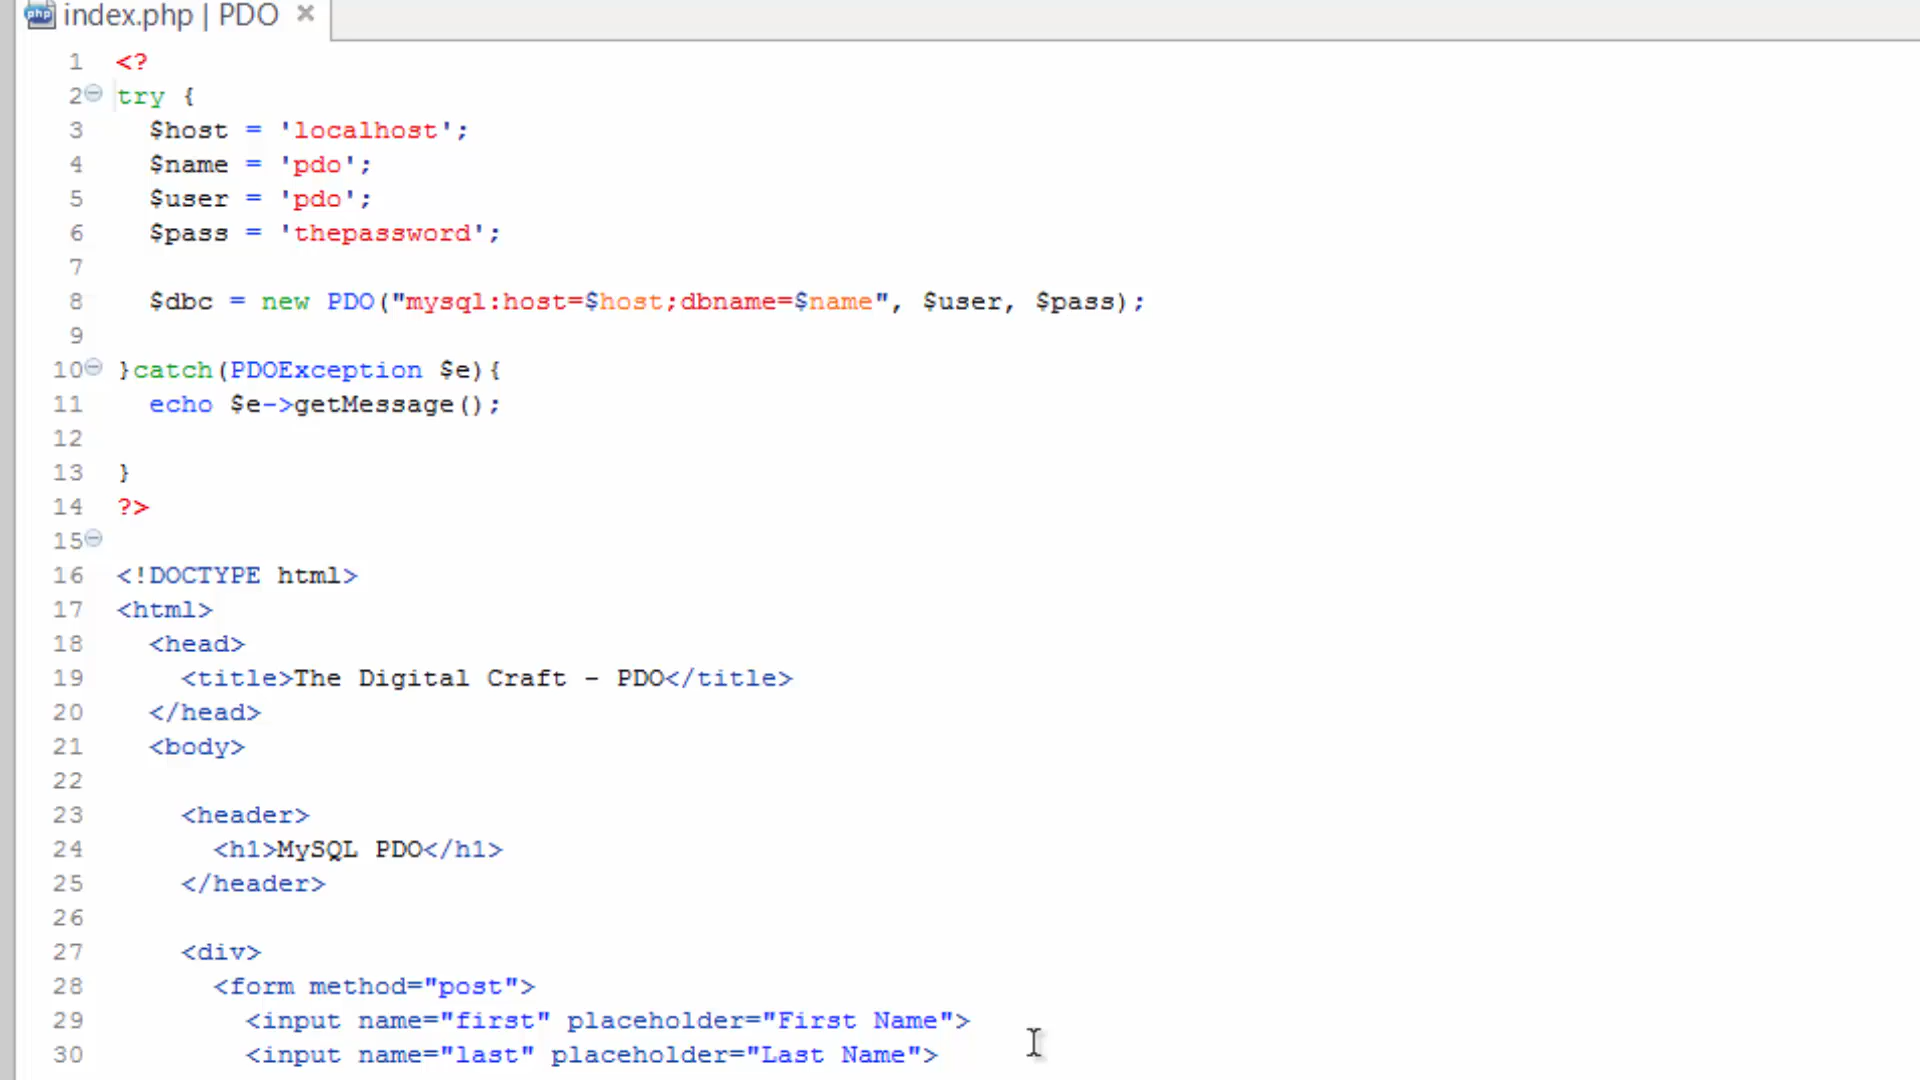 index.php | PDO
1 <?
2 try {
3 $host = 'localhost';
4 $name = 'pdo';
5 $user = 'pdo';
6 $pass = 'thepassword';
7
8 $dbc = new PDO("mysql:host=$host;dbname=$name", $user, $pass);
9
10 }catch(PDOException $e){
11 echo $e->getMessage();
12
13 }
14 ?>
15
16 <!DOCTYPE html>
17 <html>
18 <head>
19 <title>The Digital Craft - PDO</title>
20 </head>
21 <body>
22
23 <header>
24 <h1>MySQL PDO</h1>
25 </header>
26
27 <div>
28 <form method="post">
29 <input name="first" placeholder="First Name">
30 <input name="last" placeholder="Last Name">